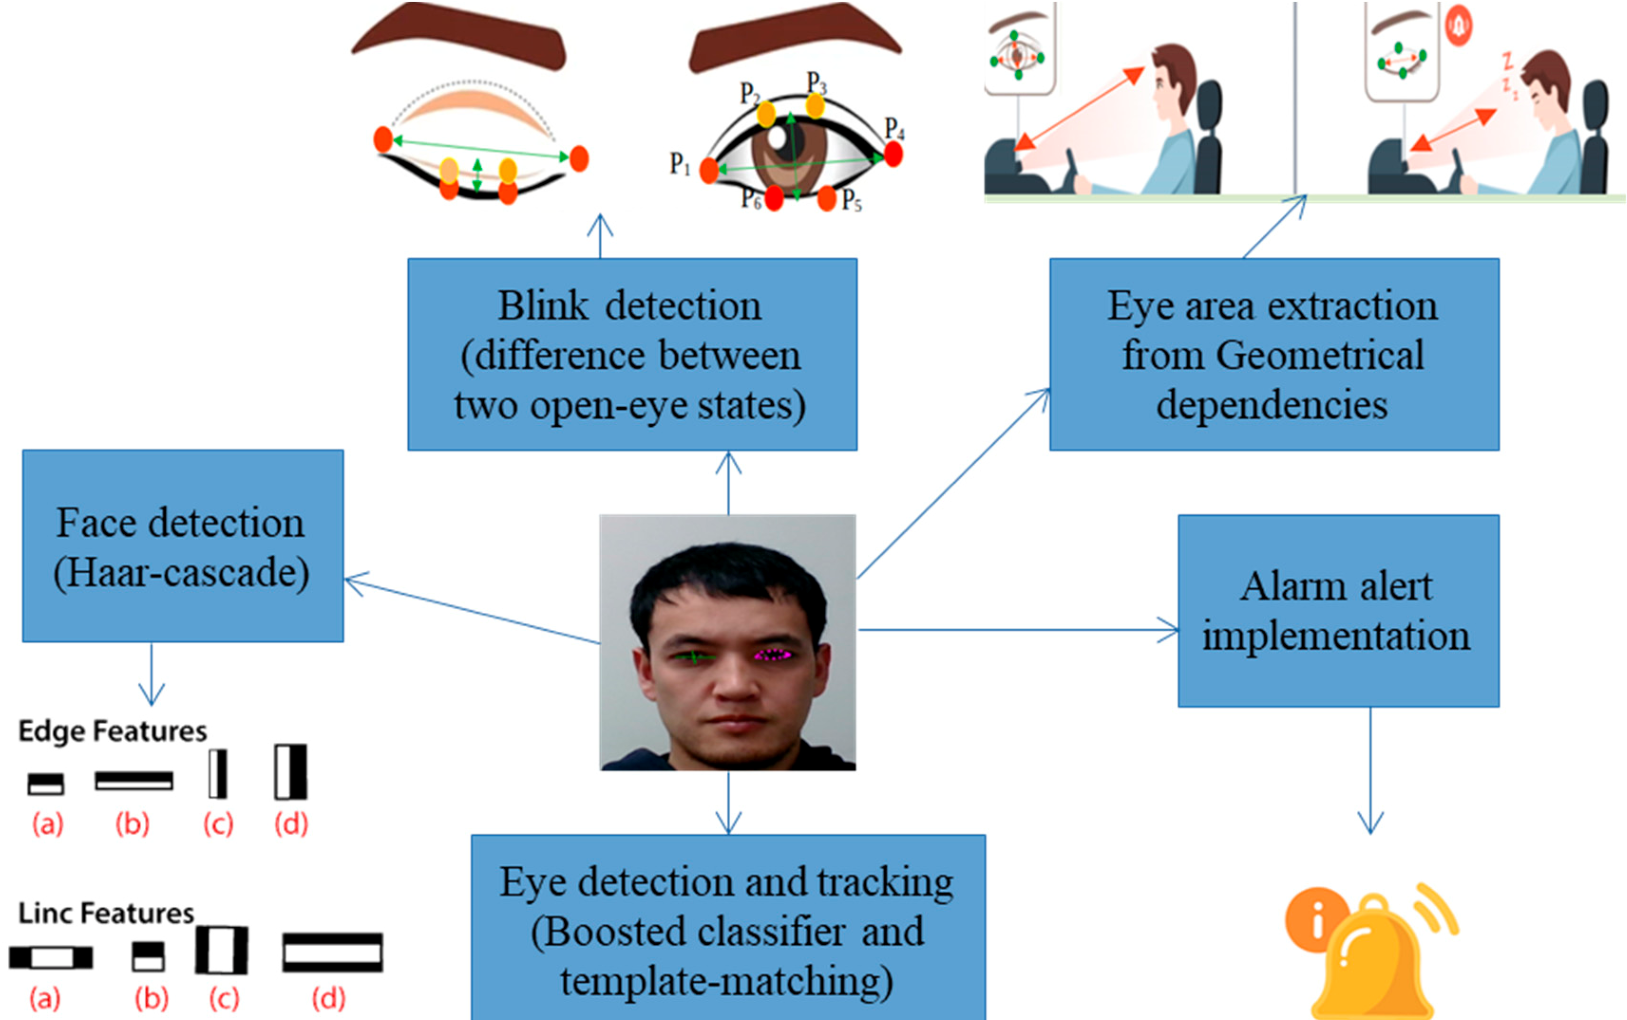 P2
P3
P4
P1
P6
P5
Z
Z
Z
Blink detection
(difference between
two open-eye states)
Eye area extraction
from Geometrical
dependencies
Face detection
(Haar-cascade)
Alarm alert
implementation
Edge Features
(a) (b) (c) (d)
Linc Features
(a) (b) (c) (d)
Eye detection and tracking
(Boosted classifier and
template-matching)
i